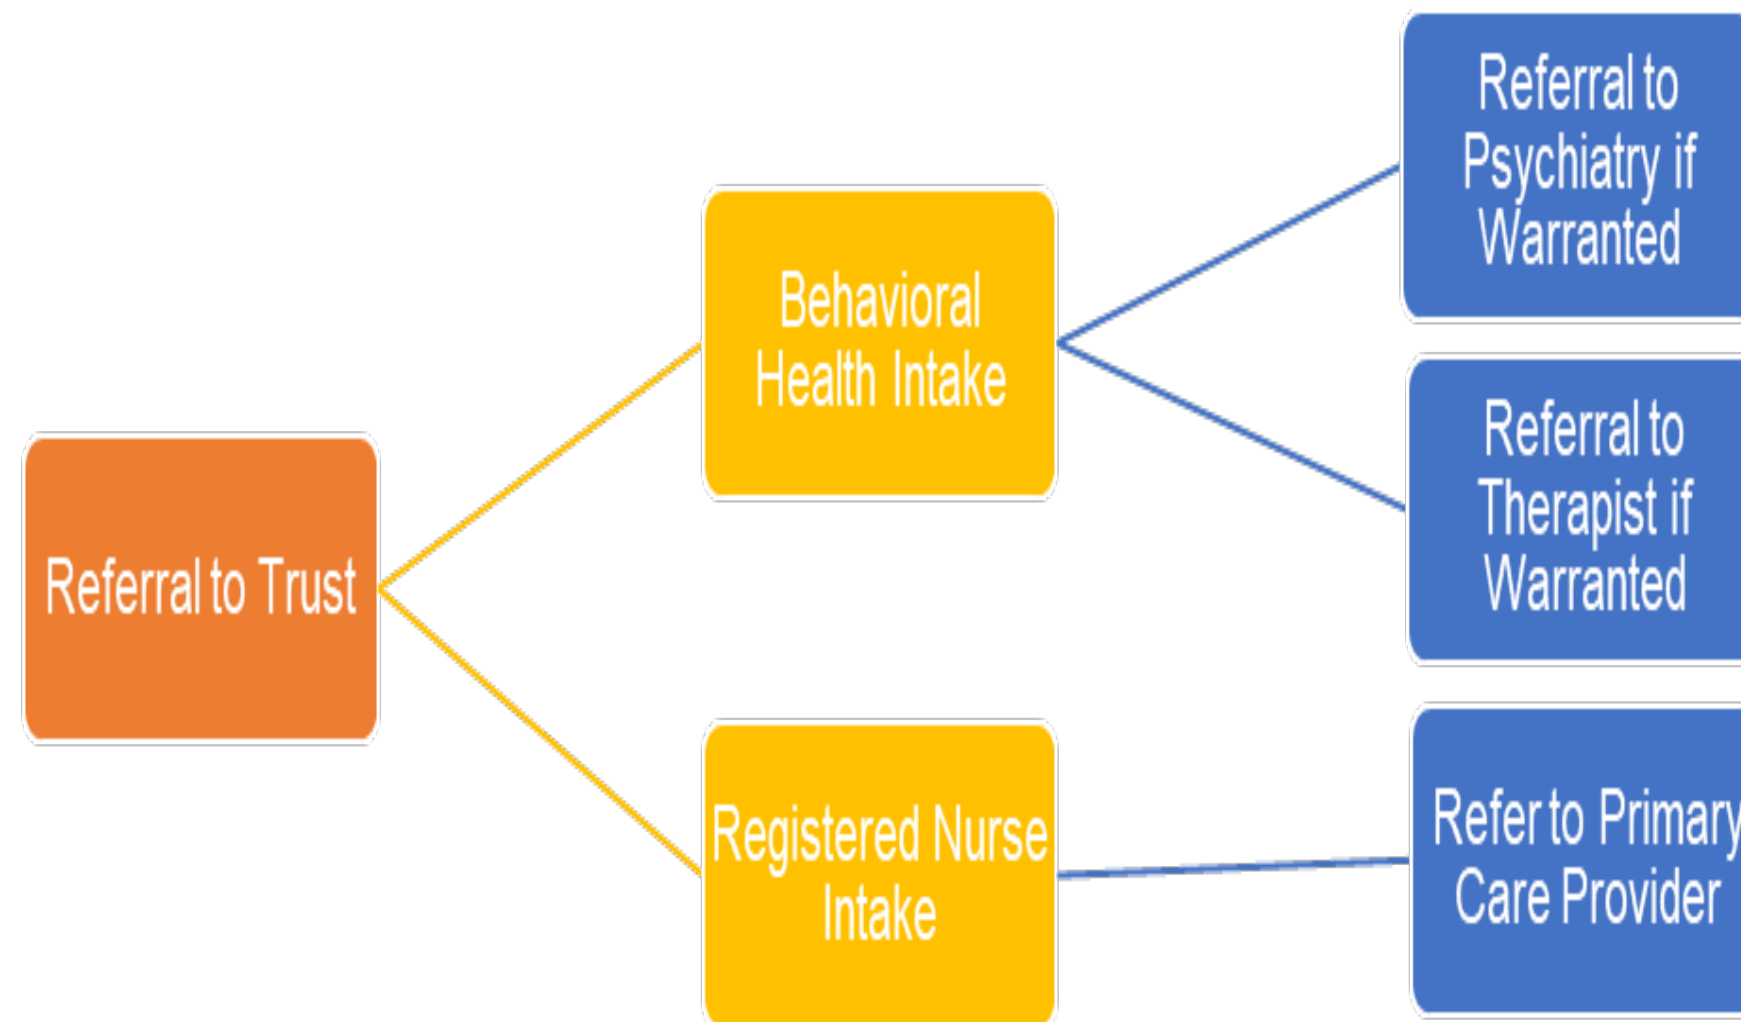 Referral to Trust
Behavioral
Health Intake
Registered Nurse
Intake
Referral to
Psychiatry if
Warranted
Referral to
Therapist if
Warranted
Refer to Primary
Care Provider